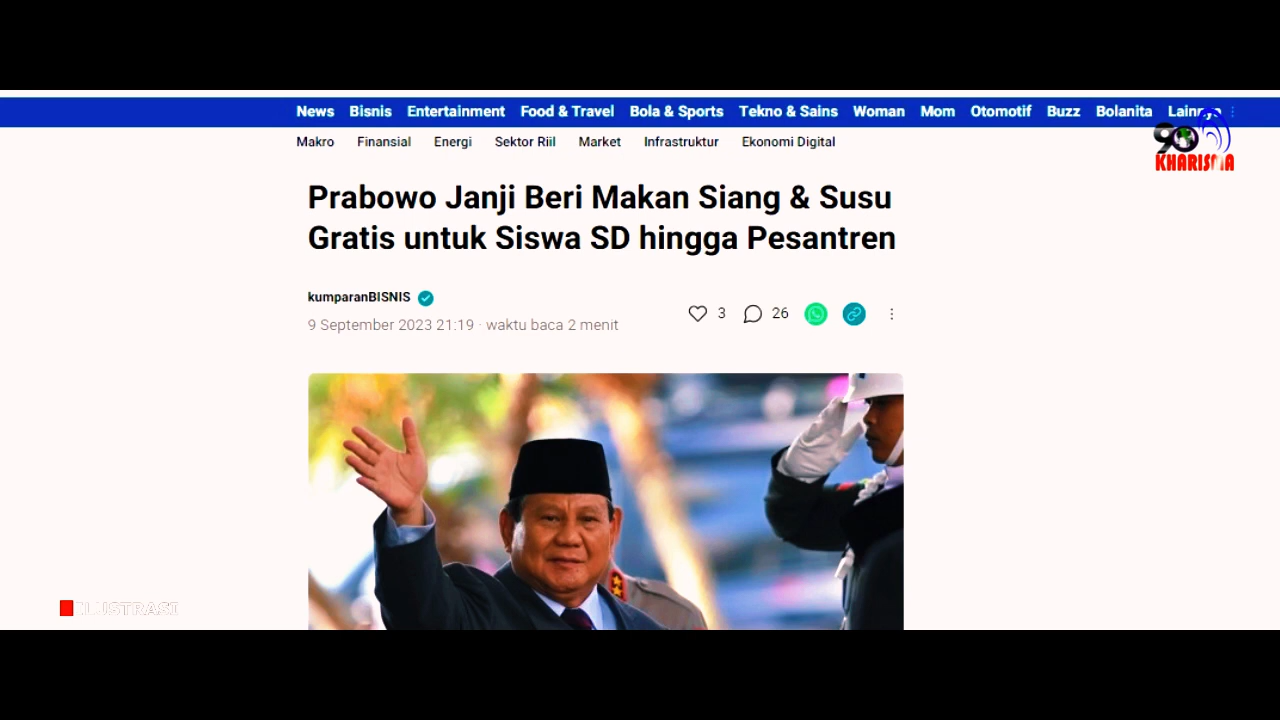 News Bisnis Entertainment Food & Travel Bola & Sports Tekno & Sains Woman Mom Otomotif Buzz Bolanita Lainnya
90
KHARISMA
Makro Finansial Energi Sektor Riil Market Infrastruktur Ekonomi Digital
Prabowo Janji Beri Makan Siang & Susu
Gratis untuk Siswa SD hingga Pesantren
kumparanBISNIS
3 26
9 September 2023 21:19 · waktu baca 2 menit
ILUSTRASI